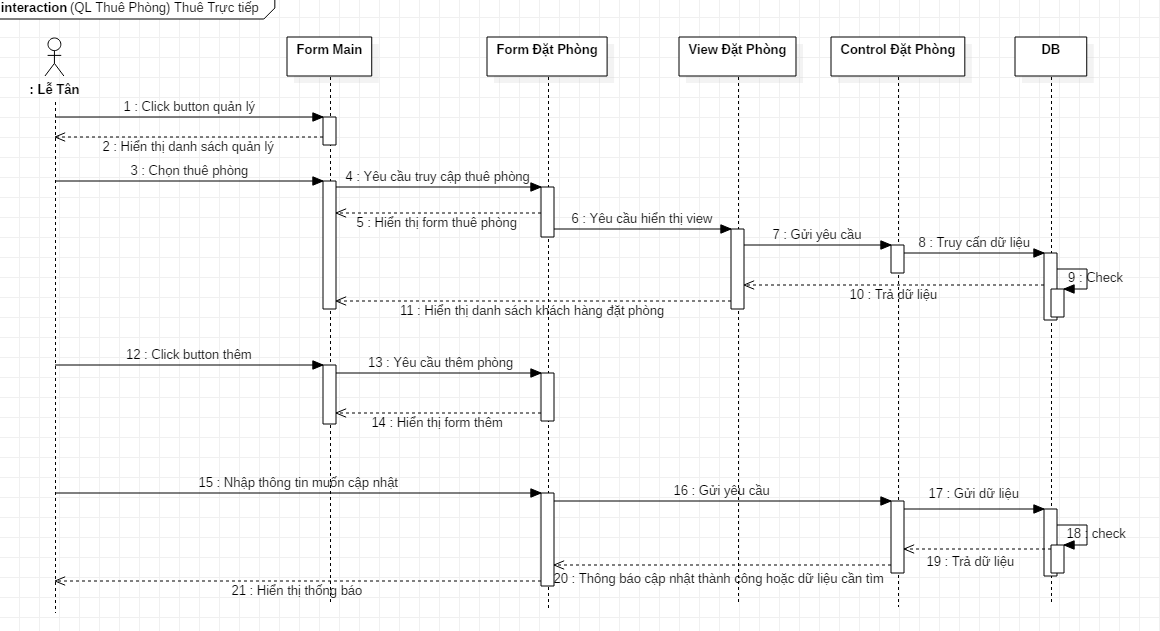 interaction (QL Thuê Phòng) Thuê Trực tiếp
Form Main
Form Đặt Phòng
View Đặt Phòng
Control Đặt Phòng
DB
: Lễ Tân
1 : Click button quản lý
2 : Hiển thị danh sách quản lý
3 : Chọn thuê phòng
4 : Yêu cầu truy cập thuê phòng
5 : Hiển thị form thuê phòng
6 : Yêu cầu hiển thị view
7 : Gửi yêu cầu
8 : Truy cấn dữ liệu
9 : Check
10 : Trả dữ liệu
11 : Hiển thị danh sách khách hàng đặt phòng
12 : Click button thêm
13 : Yêu cầu thêm phòng
14 : Hiển thị form thêm
15 : Nhập thông tin muốn cập nhật
16 : Gửi yêu cầu
17 : Gửi dữ liệu
18 : check
19 : Trả dữ liệu
20 : Thông báo cập nhật thành công hoặc dữ liệu cần tìm
21 : Hiển thị thống báo